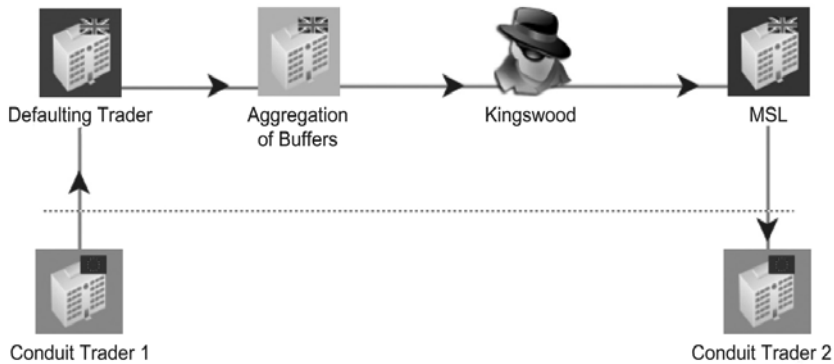 Defaulting Trader
Aggregation
of Buffers
Kingswood
MSL
Conduit Trader 1
Conduit Trader 2